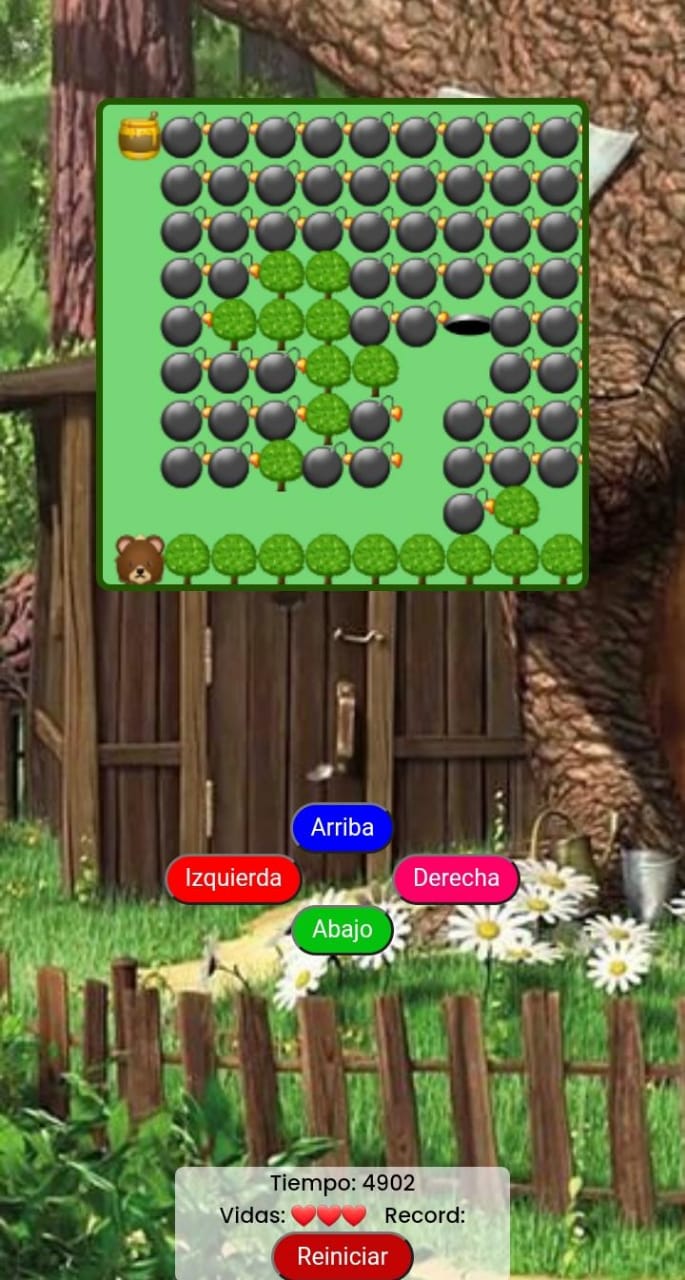 Arriba
Izquierda Derecha
Abajo
Tiempo: 4902
Vidas: ❤️❤️❤️ Record:
Reiniciar